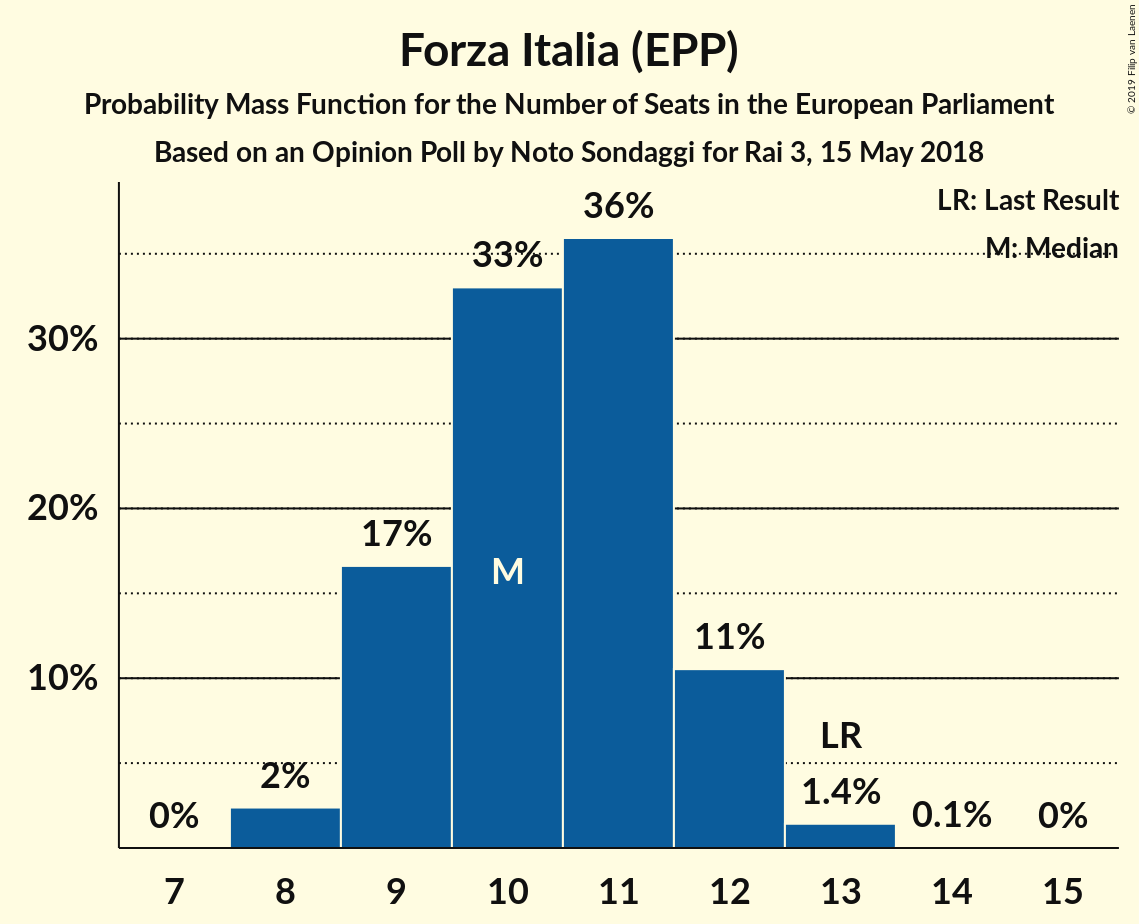 Forza Italia (EPP)
Probability Mass Function for the Number of Seats in the European Parliament
Based on an Opinion Poll by Noto Sondaggi for Rai 3, 15 May 2018
© 2019 Filip van Laenen
LR: Last Result
M: Median
30%
20%
10%
0%
2%
17%
33%
M
36%
11%
LR
1.4%
0.1%
0%
7 8 9 10 11 12 13 14 15